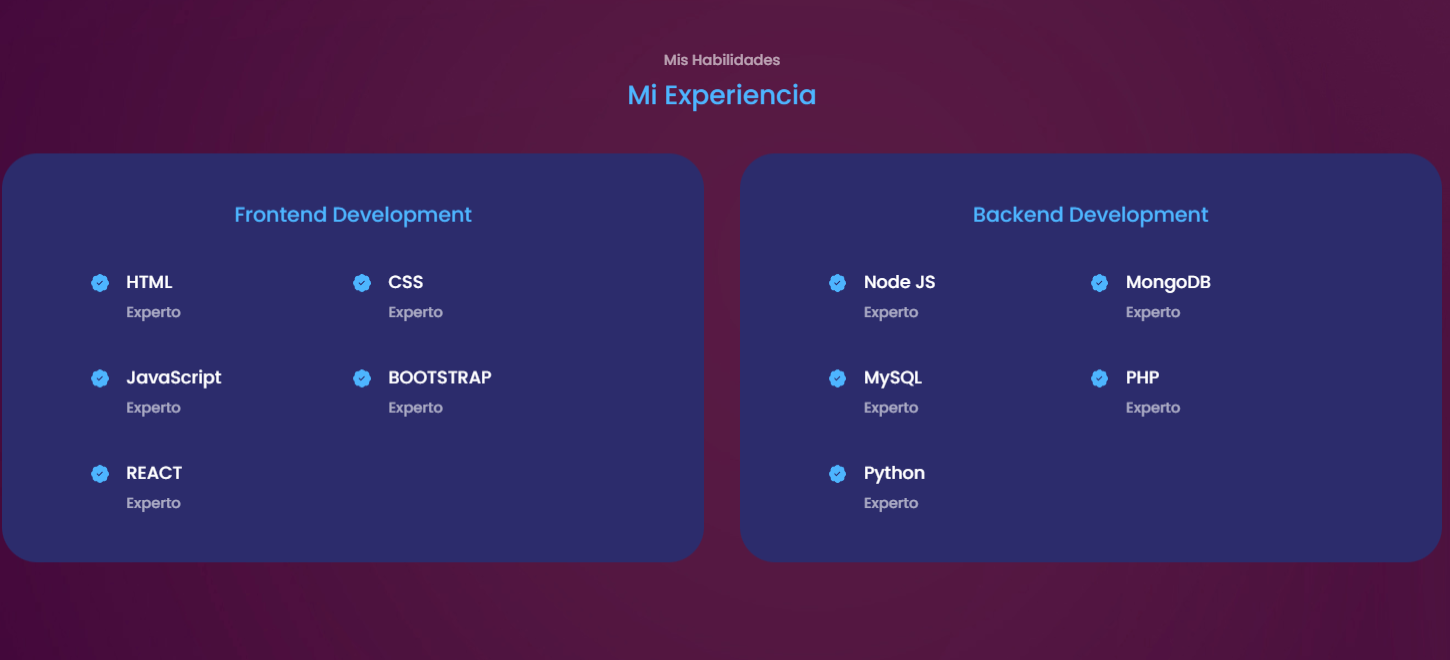 Mis Habilidades
Mi Experiencia
Frontend Development
HTML
Experto
CSS
Experto
JavaScript
Experto
BOOTSTRAP
Experto
REACT
Experto
Backend Development
Node JS
Experto
MongoDB
Experto
MySQL
Experto
PHP
Experto
Python
Experto